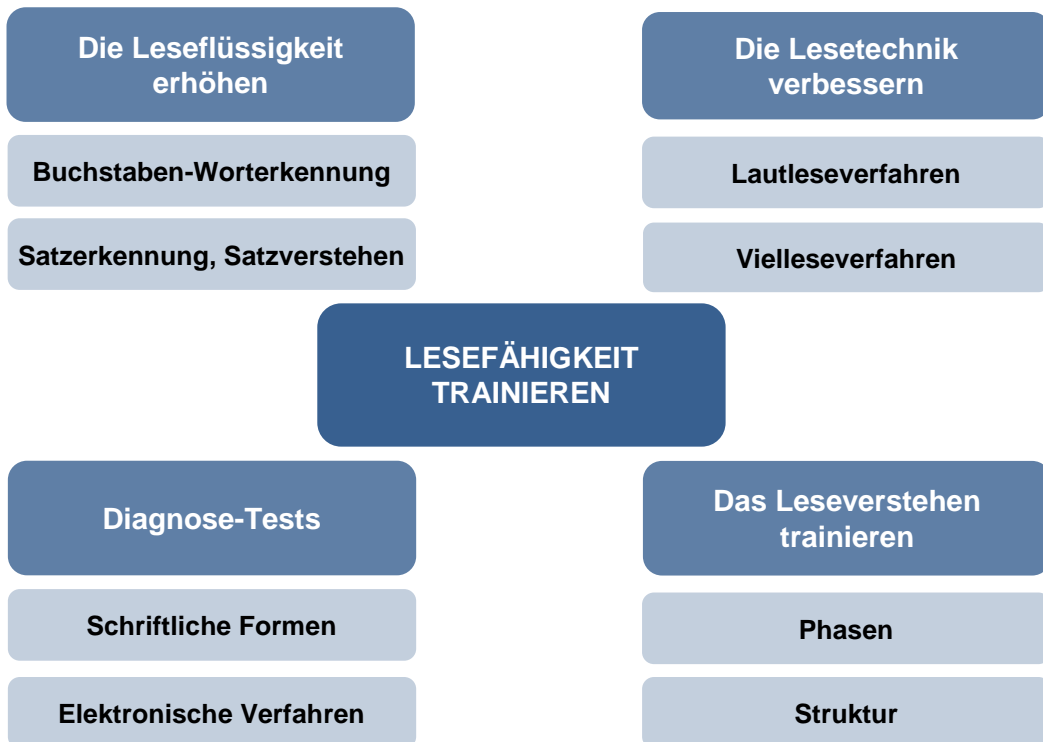 Die Leseflüssigkeit
erhöhen
Buchstaben-Worterkennung
Satzerkennung, Satzverstehen
Die Lesetechnik
verbessern
Lautleseverfahren
Vielleseverfahren
LESEFÄHIGKEIT
TRAINIEREN
Diagnose-Tests
Schriftliche Formen
Elektronische Verfahren
Das Leseverstehen
trainieren
Phasen
Struktur